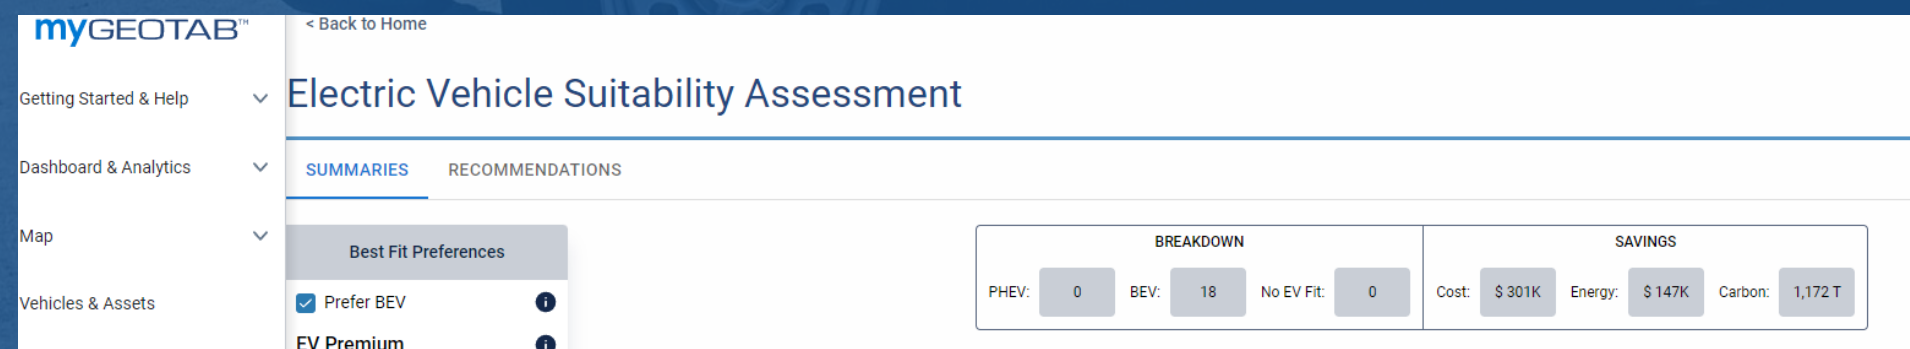 myGEOTAB™
Getting Started & Help
Dashboard & Analytics
Map
Vehicles & Assets
< Back to Home
Electric Vehicle Suitability Assessment
SUMMARIES RECOMMENDATIONS
Best Fit Preferences
Prefer BEV
EV Premium
BREAKDOWN
PHEV: 0 BEV: 18 No EV Fit: 0
SAVINGS
Cost: $ 301K Energy: $ 147K Carbon: 1,172 T